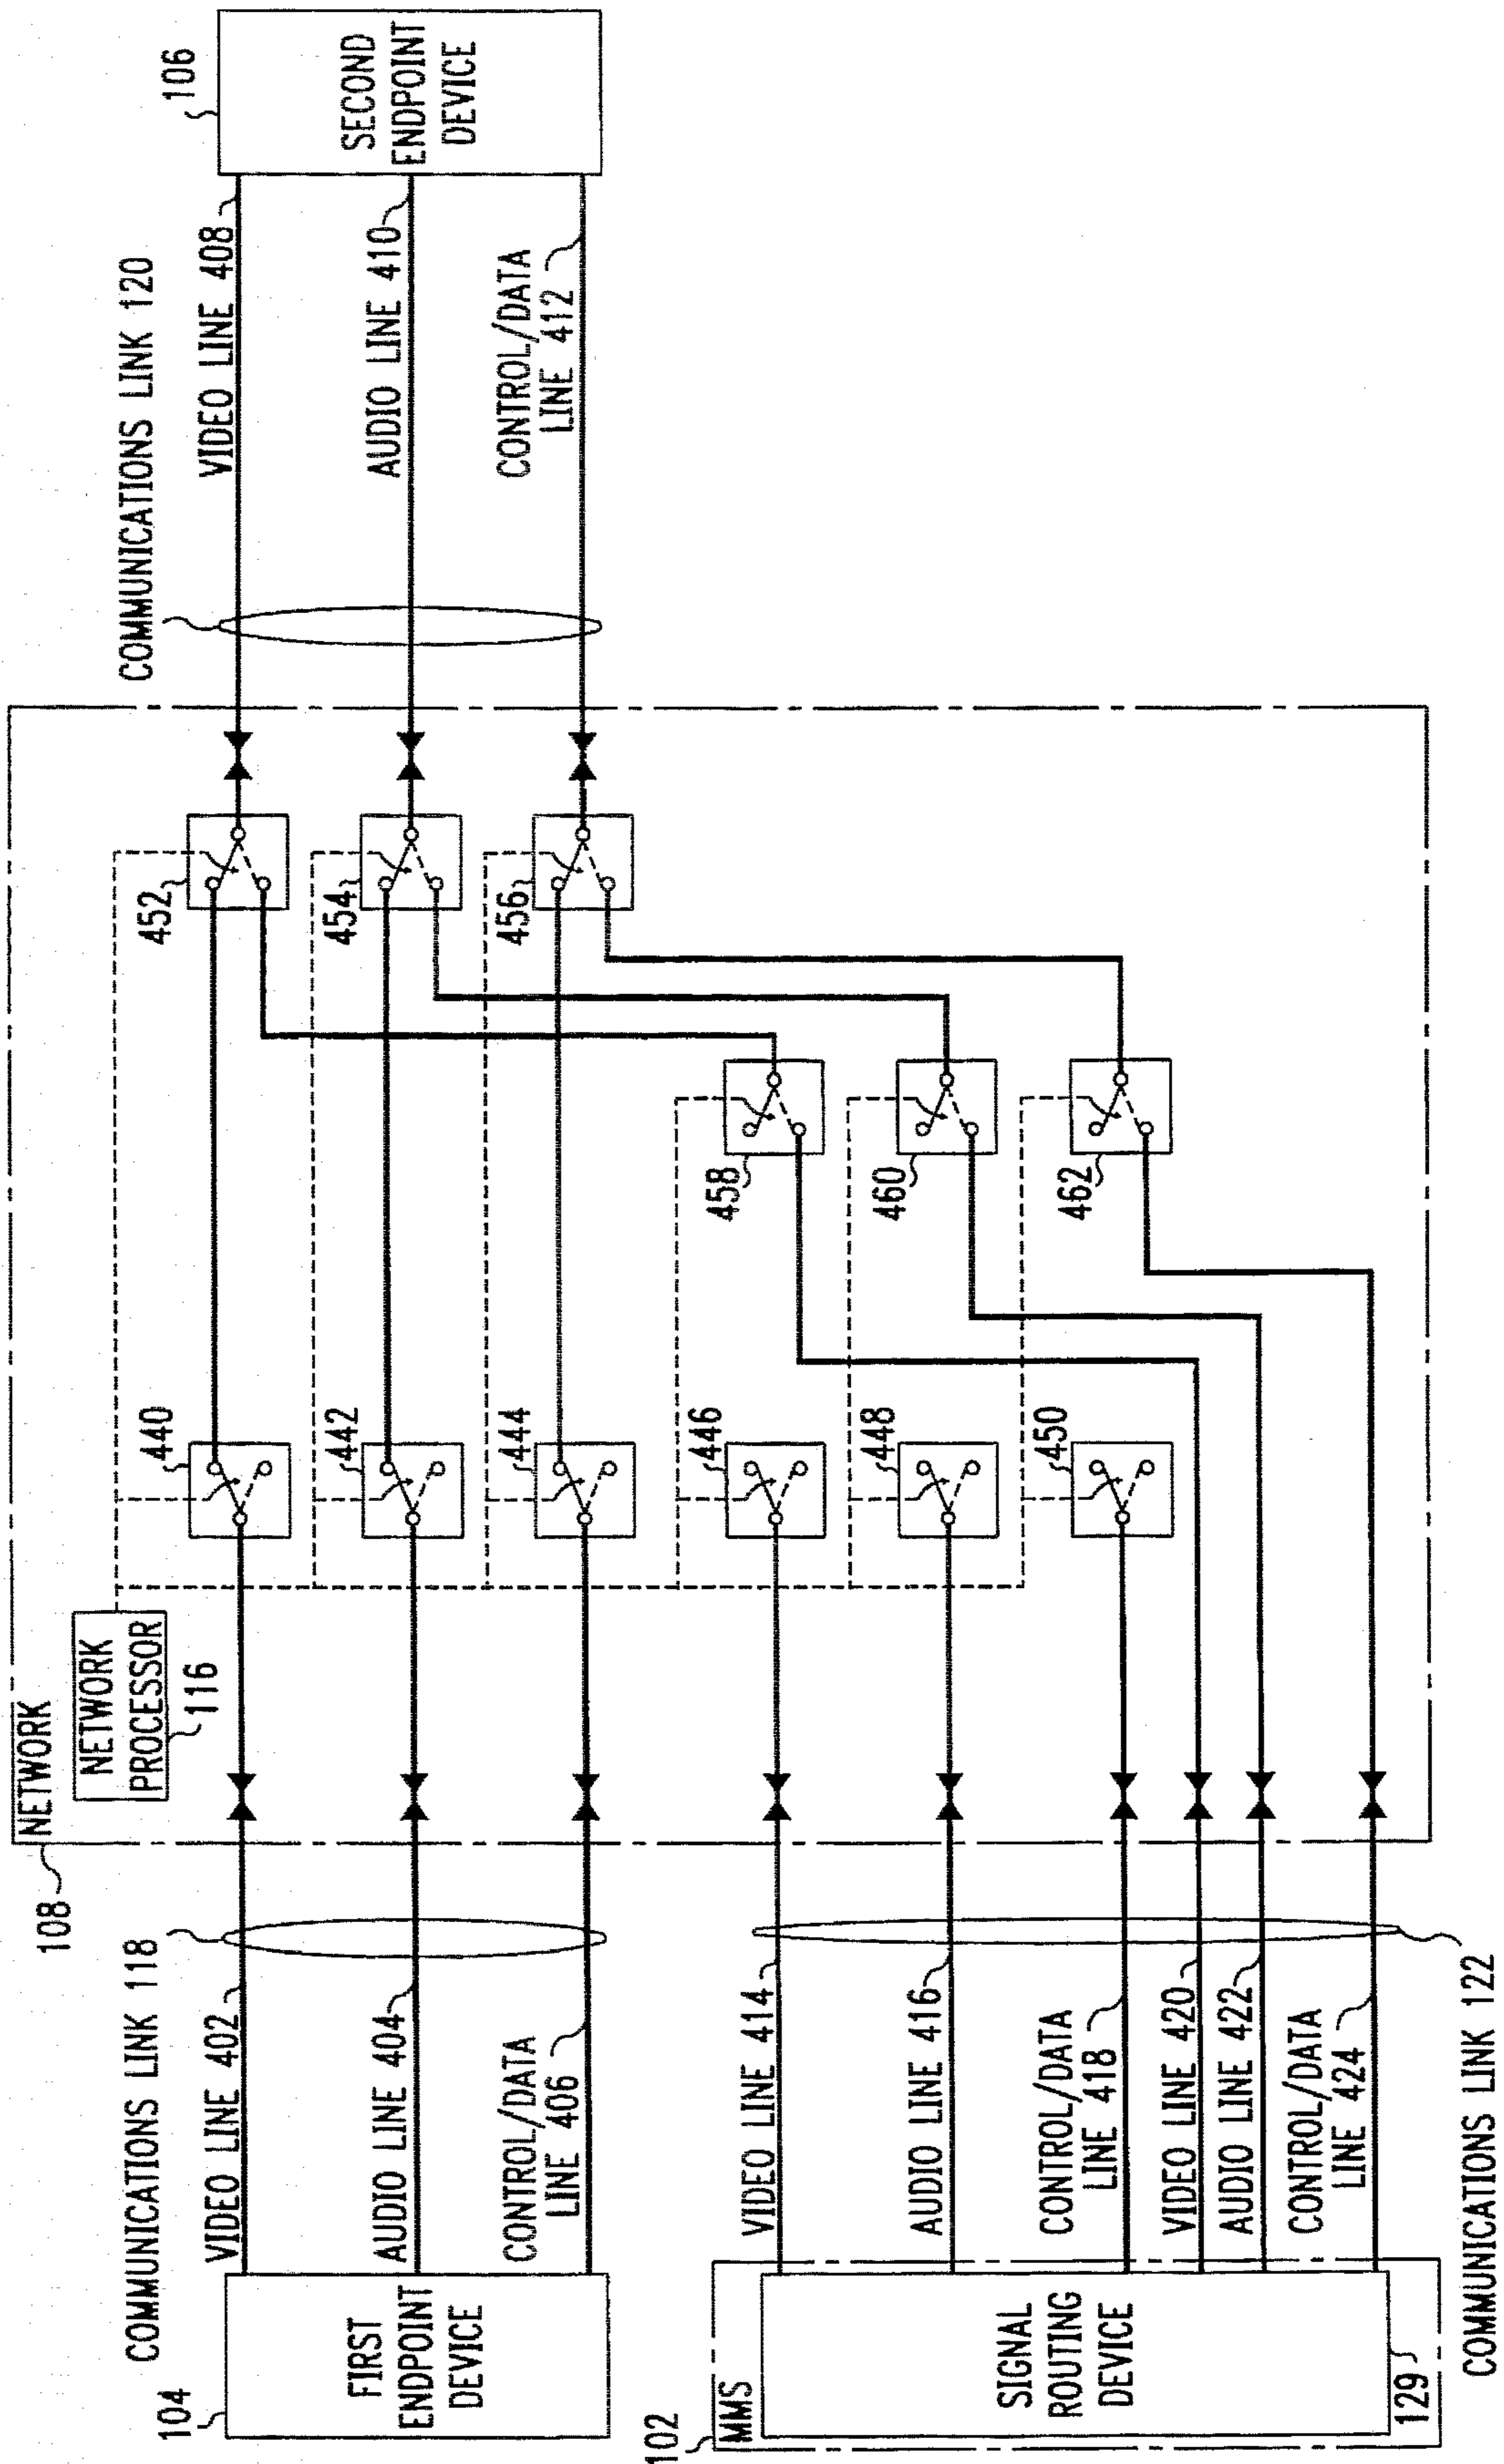 108
NETWORK
NETWORK
PROCESSOR
116
COMMUNICATIONS LINK 118
VIDEO LINE 402
AUDIO LINE 404
CONTROL/DATA
LINE 406
104
FIRST
ENDPOINT
DEVICE
440
442
444
446
448
450
452
454
456
458
460
462
COMMUNICATIONS LINK 120
VIDEO LINE 408
AUDIO LINE 410
CONTROL/DATA
LINE 412
106
SECOND
ENDPOINT
DEVICE
102
MMS
SIGNAL
ROUTING
DEVICE
129
VIDEO LINE 414
AUDIO LINE 416
CONTROL/DATA
LINE 418
VIDEO LINE 420
AUDIO LINE 422
CONTROL/DATA
LINE 424
COMMUNICATIONS LINK 122